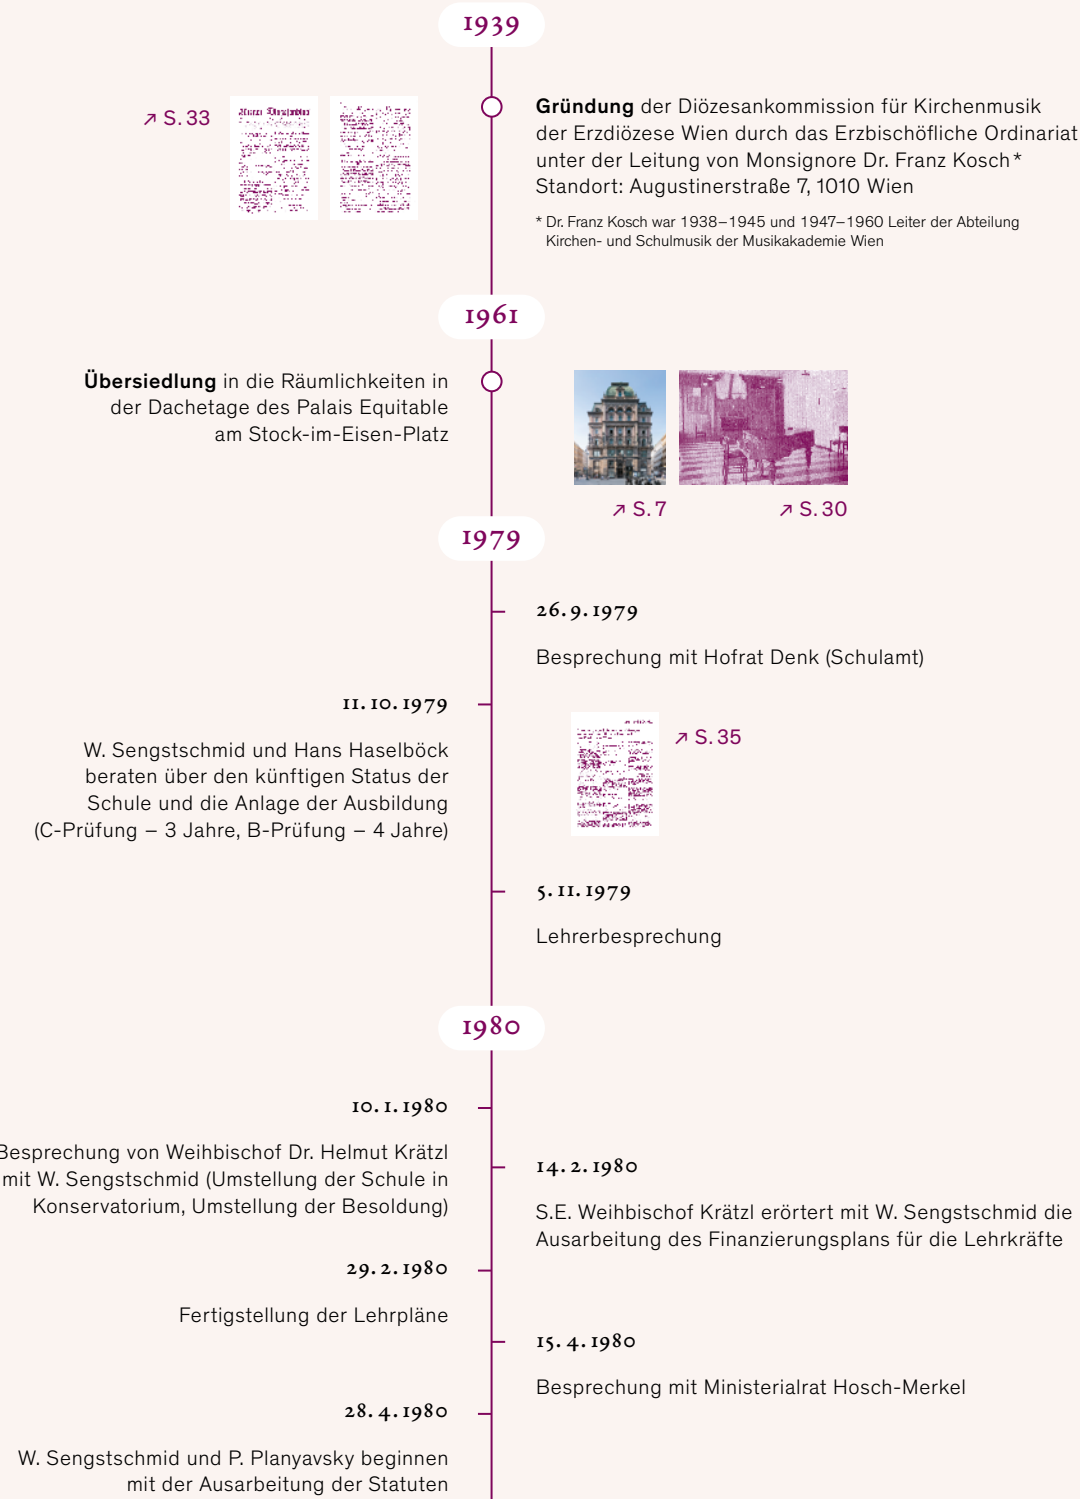 1939
↗ S. 33
Gründung der Diözesankommission für Kirchenmusik
der Erzdiözese Wien durch das Erzbischöfliche Ordinariat
unter der Leitung von Monsignore Dr. Franz Kosch *
Standort: Augustinerstraße 7, 1010 Wien
* Dr. Franz Kosch war 1938–1945 und 1947–1960 Leiter der Abteilung
Kirchen- und Schulmusik der Musikakademie Wien
1961
Übersiedlung in die Räumlichkeiten in
der Dachetage des Palais Equitable
am Stock-im-Eisen-Platz
↗ S. 7
↗ S. 30
1979
26. 9. 1979
Besprechung mit Hofrat Denk (Schulamt)
11. 10. 1979
W. Sengstschmid und Hans Haselböck
beraten über den künftigen Status der
Schule und die Anlage der Ausbildung
(C-Prüfung – 3 Jahre, B-Prüfung – 4 Jahre)
↗ S. 35
5. 11. 1979
Lehrerbesprechung
1980
10. 1. 1980
Besprechung von Weihbischof Dr. Helmut Krätzl
mit W. Sengstschmid (Umstellung der Schule in
Konservatorium, Umstellung der Besoldung)
14. 2. 1980
S.E. Weihbischof Krätzl erörtert mit W. Sengstschmid die
Ausarbeitung des Finanzierungsplans für die Lehrkräfte
29. 2. 1980
Fertigstellung der Lehrpläne
15. 4. 1980
Besprechung mit Ministerialrat Hosch-Merkel
28. 4. 1980
W. Sengstschmid und P. Planyavsky beginnen
mit der Ausarbeitung der Statuten